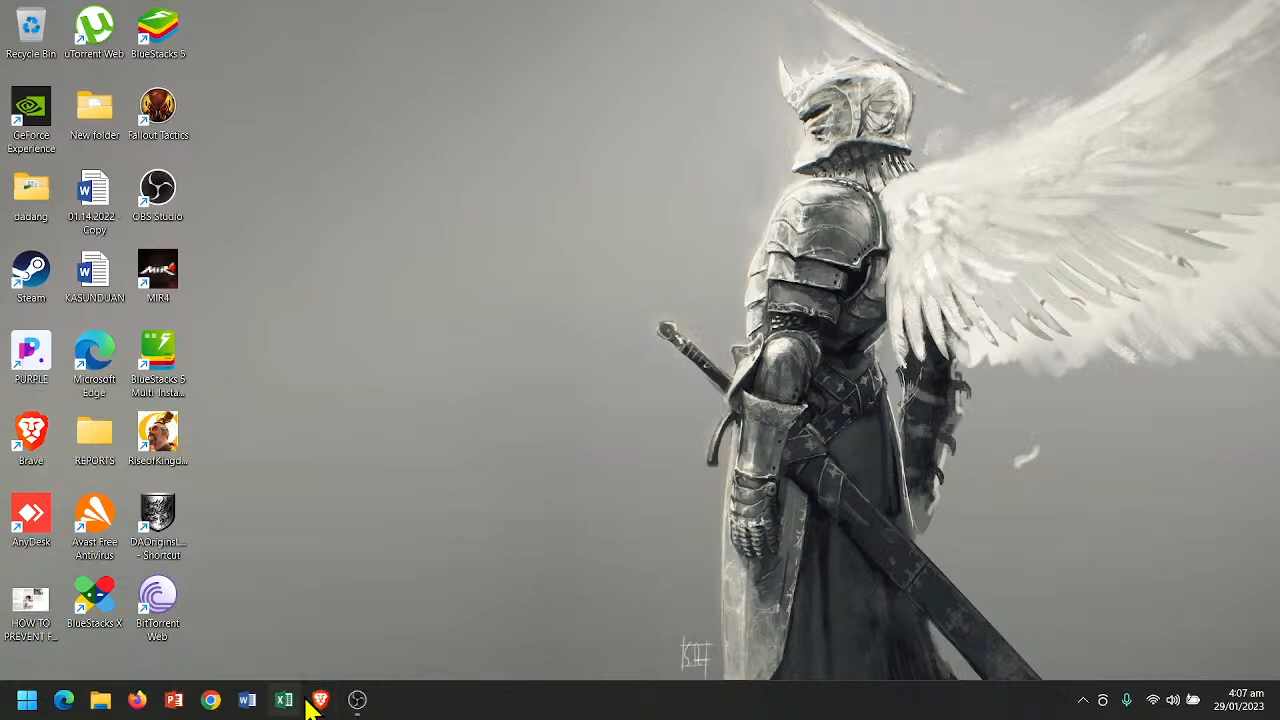 Recycle Bin
uTorrent Web
BlueStacks 5
GeForce
Experience
New folder
Fallout Tactics
dadang
01.14.2022 -
Copy
OBS Studio
Steam
KASUNDUAN
MIR4
PURPLE
Microsoft
Edge
BlueStacks 5
Multi-Insta...
Brave
REPORTS
RiseofKingd...
AnyDesk
Avast Free
Antivirus
DAOriginsL...
- Shortcut
HOW TO
PREVENT F...
BlueStacks X
BitTorrent
Web
4:07 am
29/01/2023